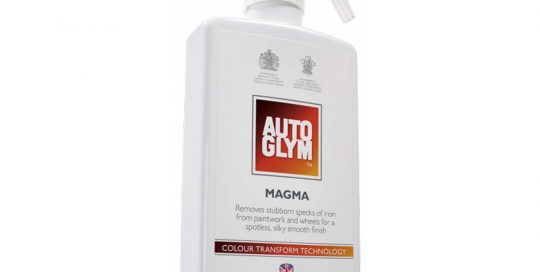 AUTO
GLYM
TM
MAGMA
Removes stubborn specks of iron
from paintwork and wheels for a
spotless, silky smooth finish
COLOUR TRANSFORM TECHNOLOGY